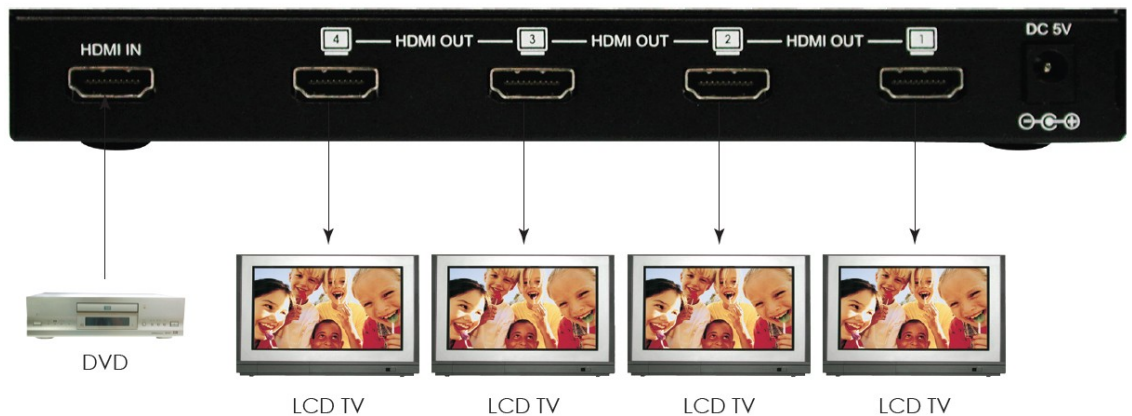 HDMI IN
4 HDMI OUT 3 HDMI OUT 2 HDMI OUT 1
DC 5V
DVD
LCD TV LCD TV LCD TV LCD TV